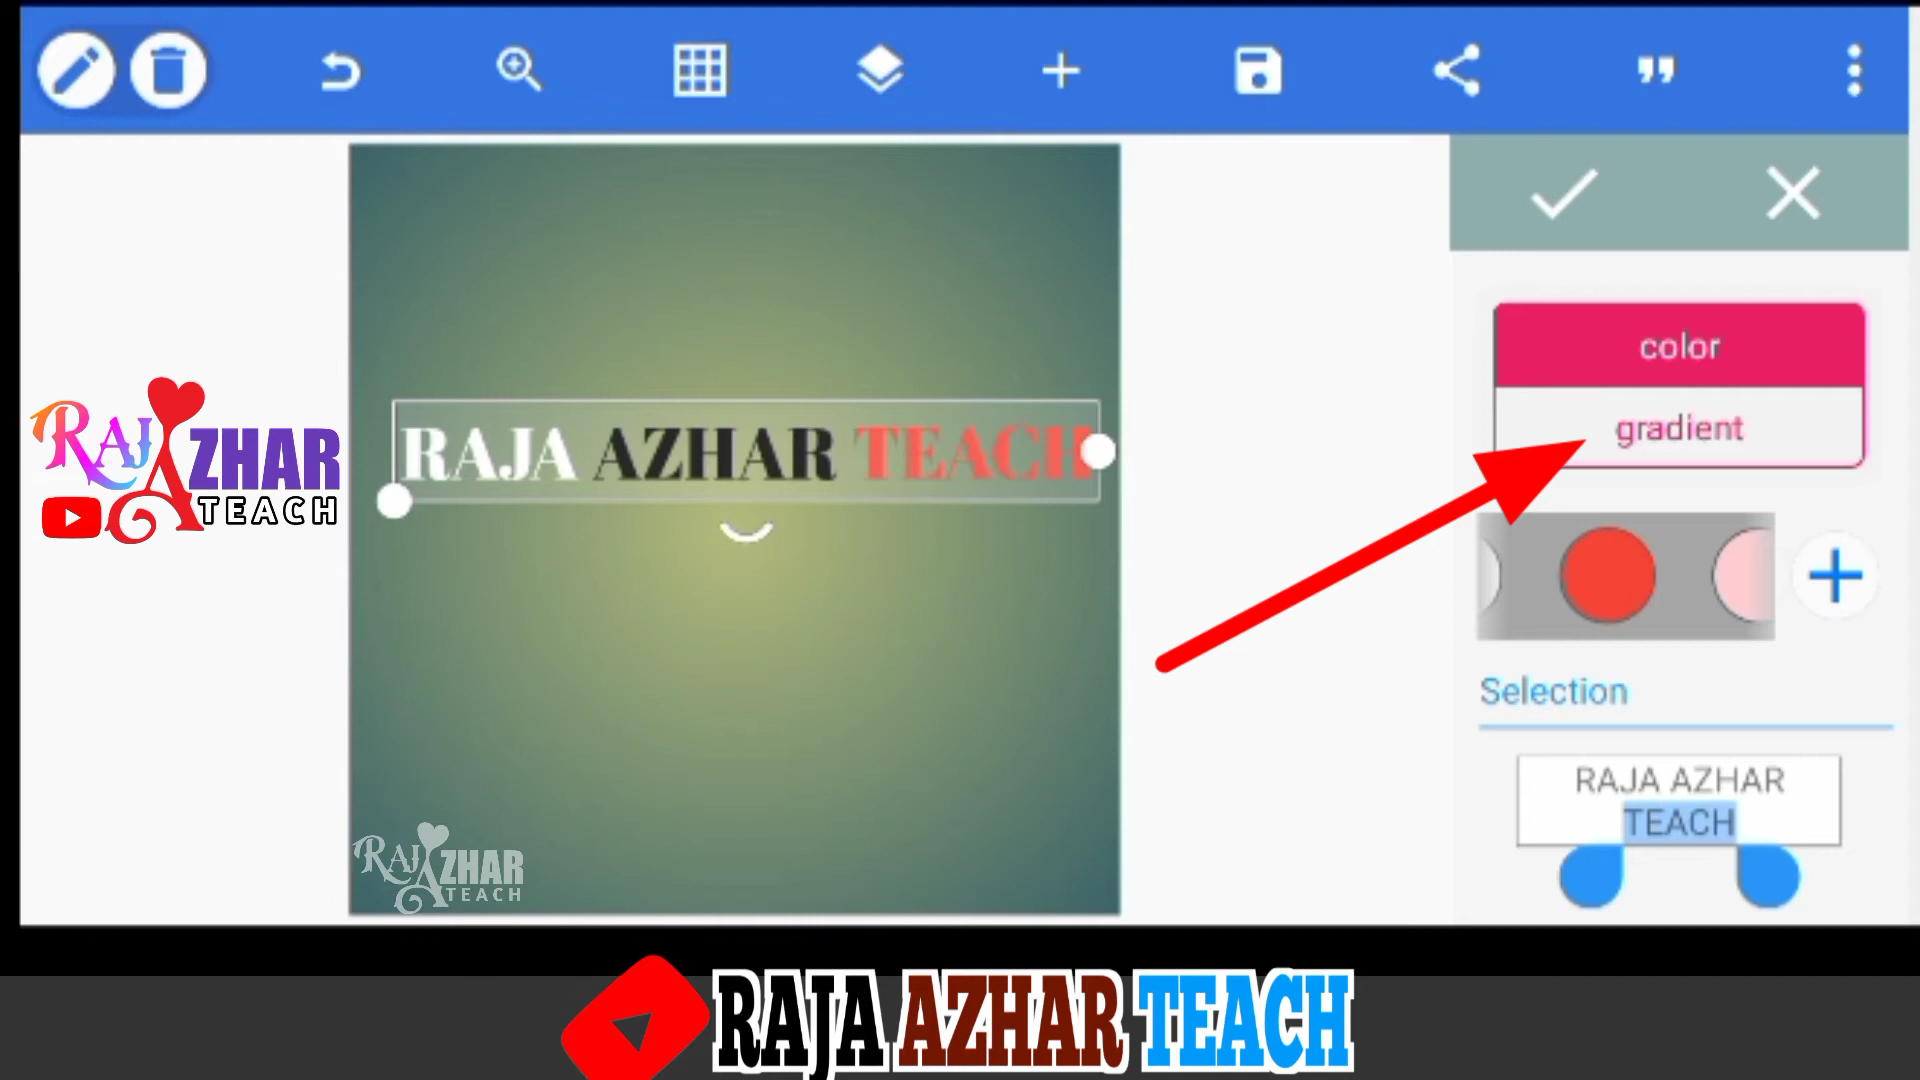 color
gradient
RAJA AZHAR TEACH
RAJ AZHAR
TEACH
Selection
RAJA AZHAR
TEACH
RAJ AZHAR
TEACH
RAJA AZHAR TEACH